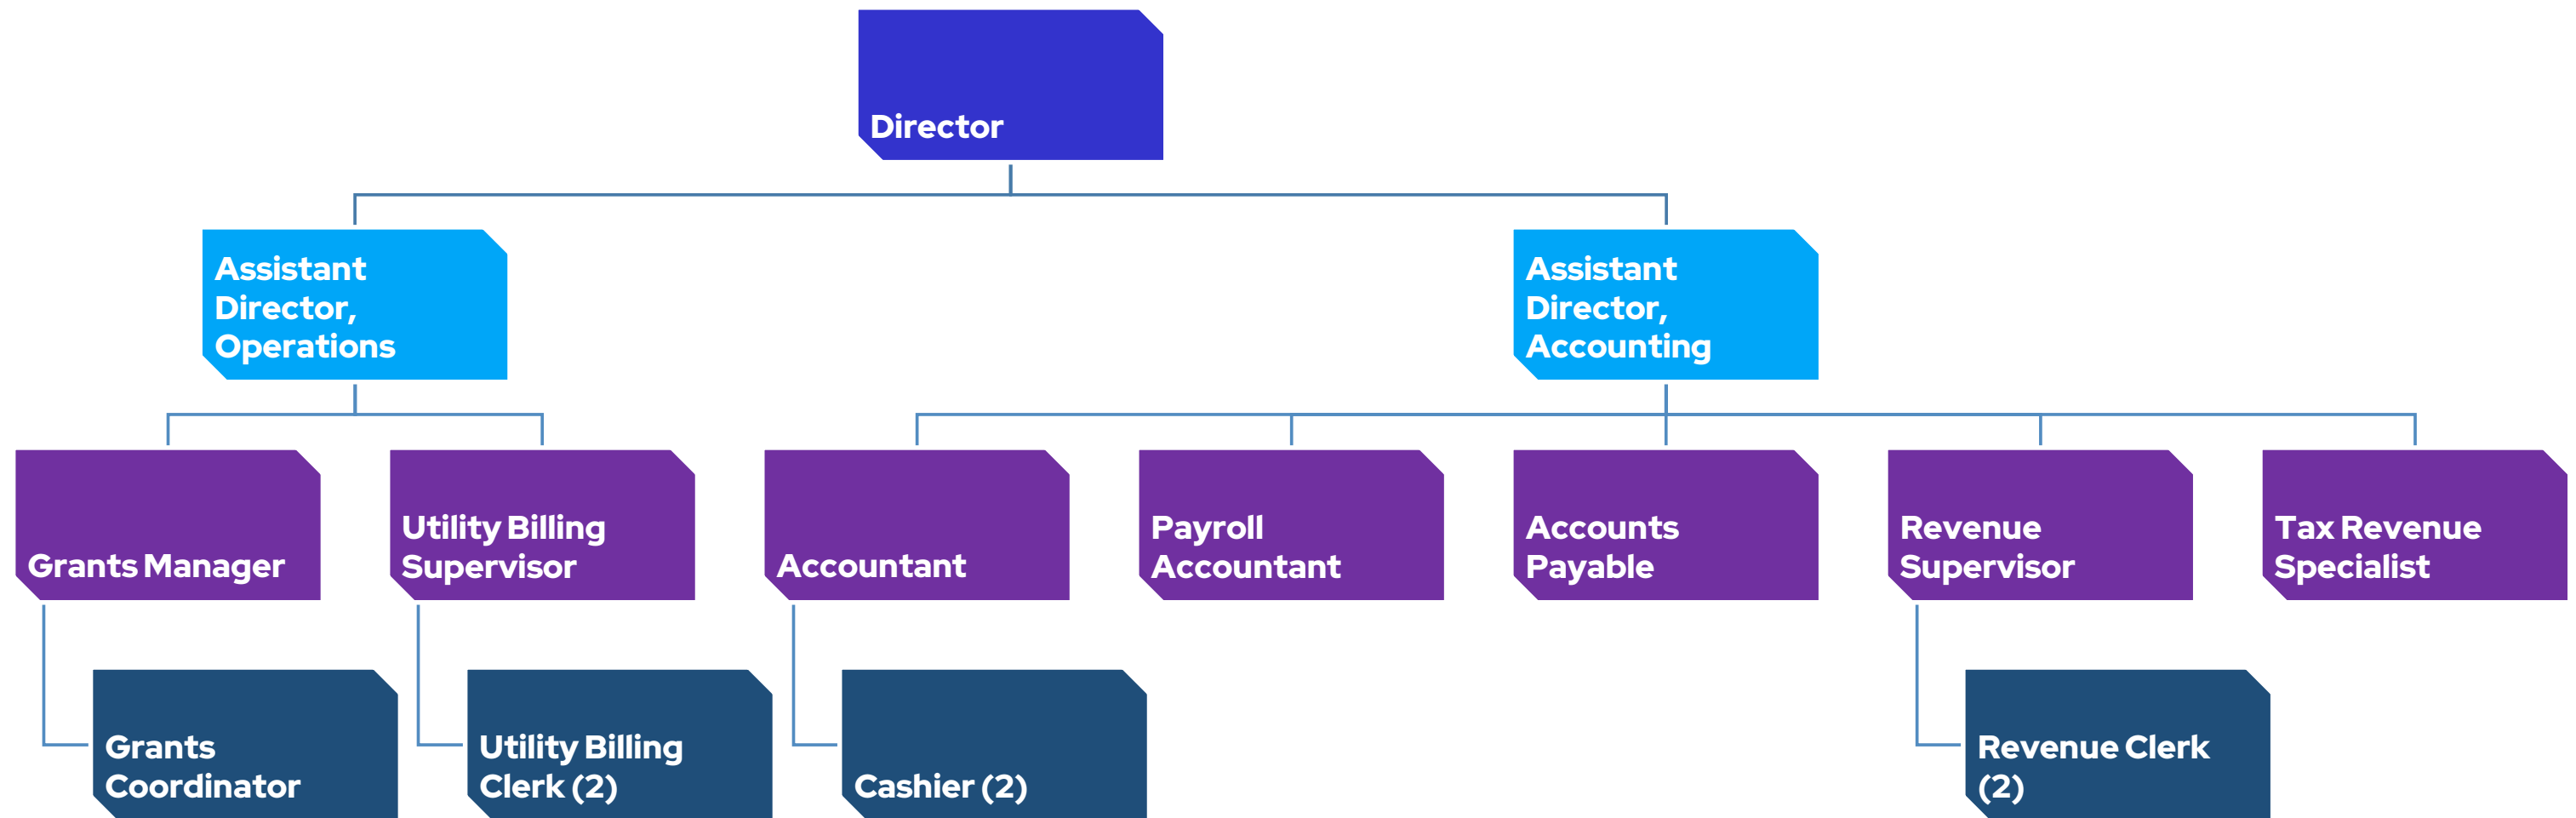 Director
Assistant
Director,
Operations
Assistant
Director,
Accounting
Grants Manager
Utility Billing
Supervisor
Accountant
Payroll
Accountant
Accounts
Payable
Revenue
Supervisor
Tax Revenue
Specialist
Grants
Coordinator
Utility Billing
Clerk (2)
Cashier (2)
Revenue Clerk
(2)